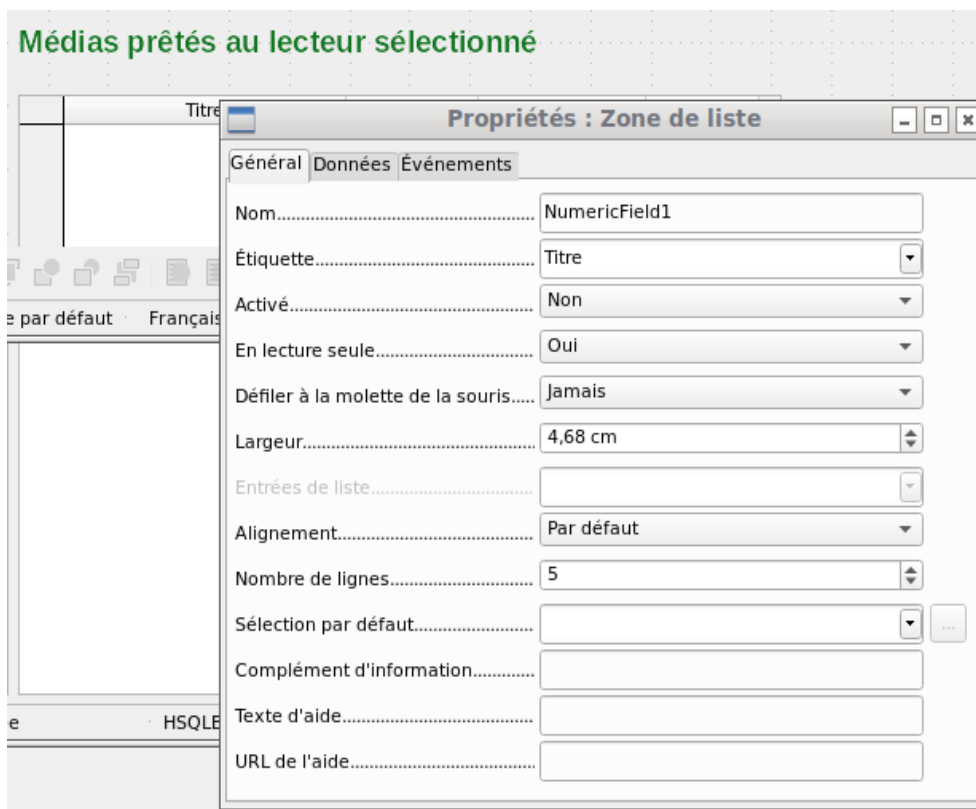 Médias prêtés au lecteur sélectionné
Titre
Propriétés : Zone de liste
Général Données Événements
Nom NumericField1
Étiquette Titre
Activé Non
En lecture seule Oui
Défiler à la molette de la souris Jamais
Largeur 4,68 cm
Entrées de liste
Alignement Par défaut
Nombre de lignes 5
Sélection par défaut ...
Complément d'information
Texte d'aide
URL de l'aide
e par défaut Français
e HSQLE